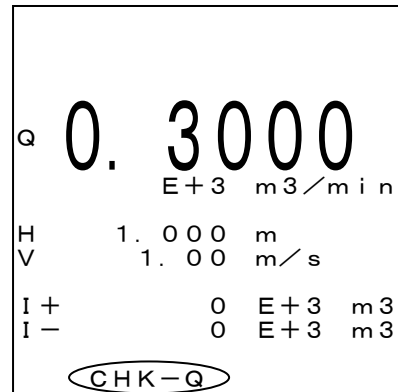 Q 0. 3000
E+3 m3/min
H 1. 000 m
V 1. 00 m/s
I+ 0 E+3 m3
I− 0 E+3 m3
CHK−Q